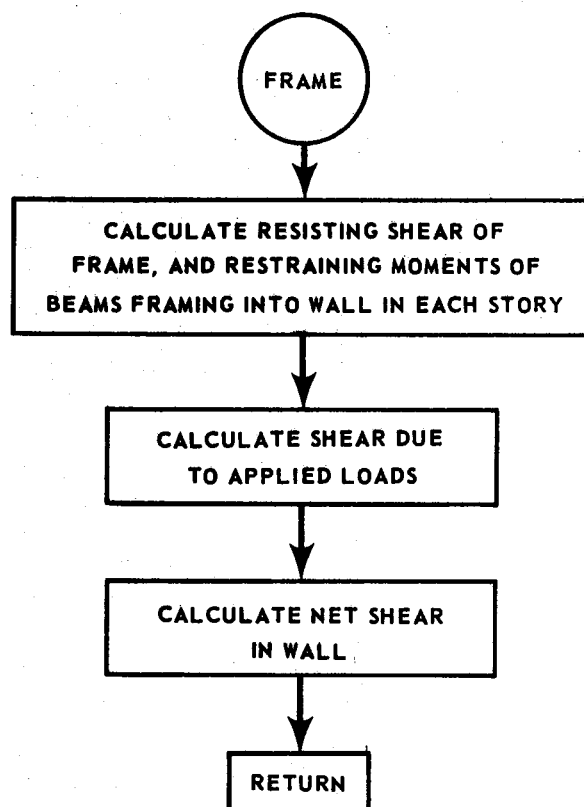 FRAME
CALCULATE RESISTING SHEAR OF
FRAME, AND RESTRAINING MOMENTS OF
BEAMS FRAMING INTO WALL IN EACH STORY
CALCULATE SHEAR DUE
TO APPLIED LOADS
CALCULATE NET SHEAR
IN WALL
RETURN